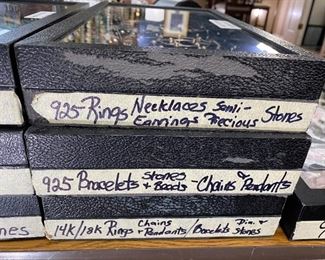 925-Rings Necklaces Semi-
Earrings Precious Stones
925 Bracelets Stones
+ Beads - Chains & Pendants
14K/18K Rings Chains
+ Pendants / Bracelets Dia. +
Stones